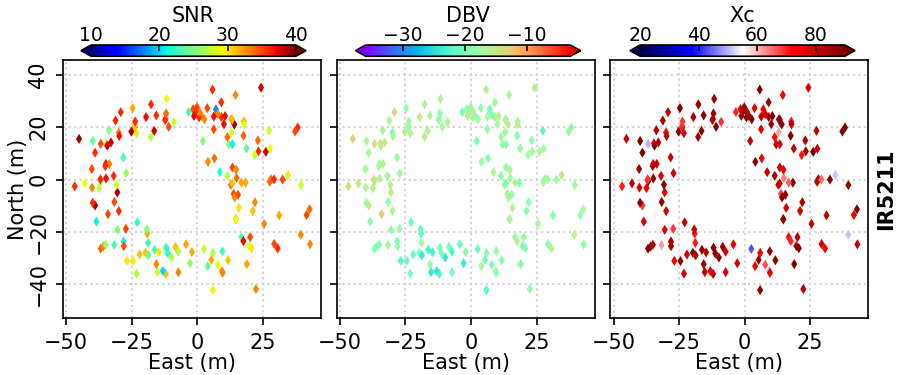 SNR DBV Xc
10 20 30 40 −30 −20 −10 20 40 60 80
40
20
0
−20
−40
North (m)
IR5211
−50 −25 0 25 −50 −25 0 25 −50 −25 0 25
East (m) East (m) East (m)